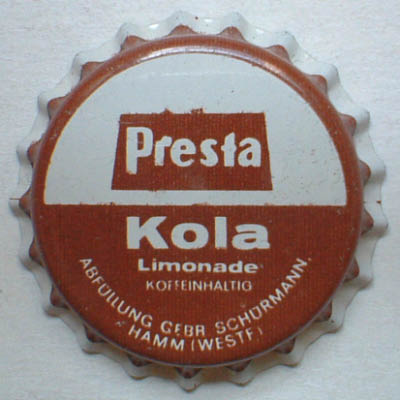 Presta
Kola
Limonade
KOFFEINHALTIG
ABFÜLLUNG GEBR SCHÜRMANN,
HAMM (WESTF)